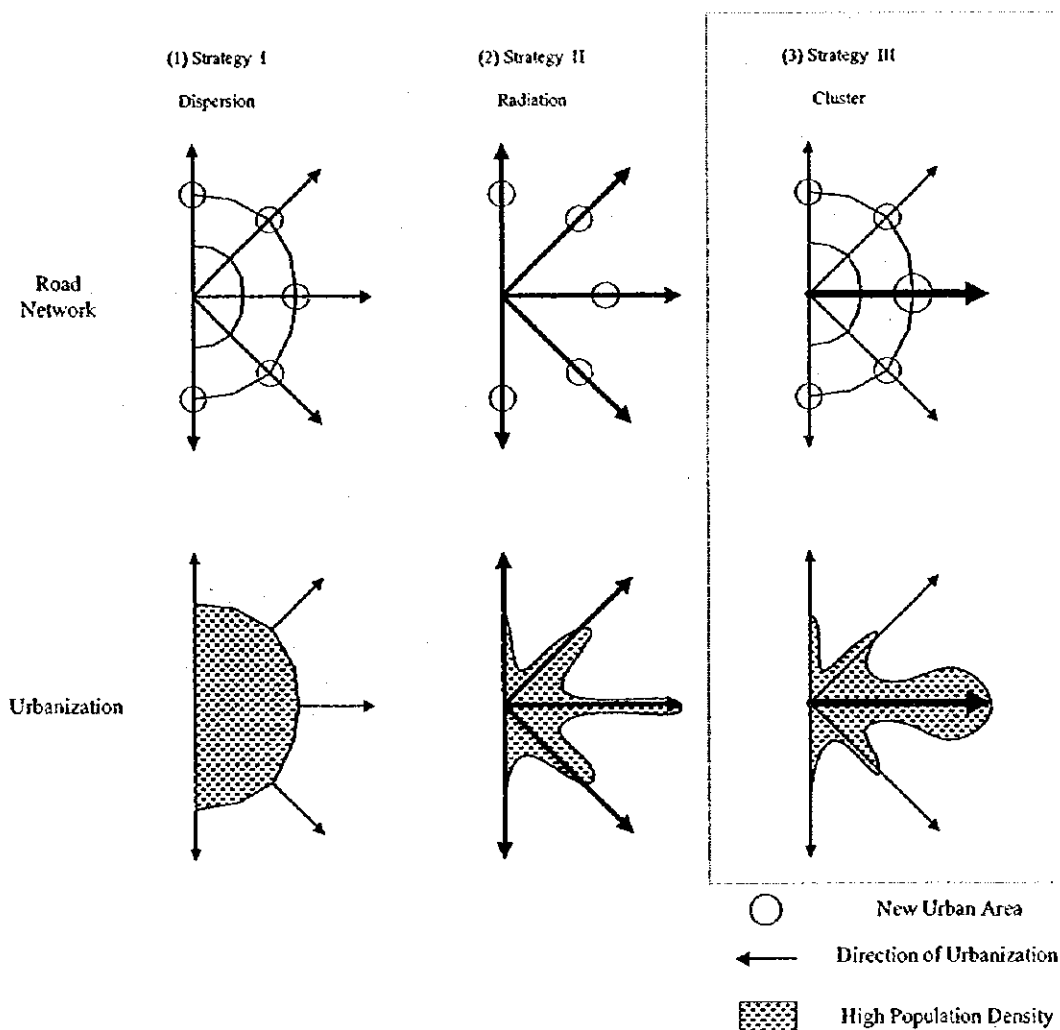 (1) Strategy I
(2) Strategy II
(3) Strategy III
Dispersion
Radiation
Cluster
Road
Network
Urbanization
New Urban Area
Direction of Urbanization
High Population Density